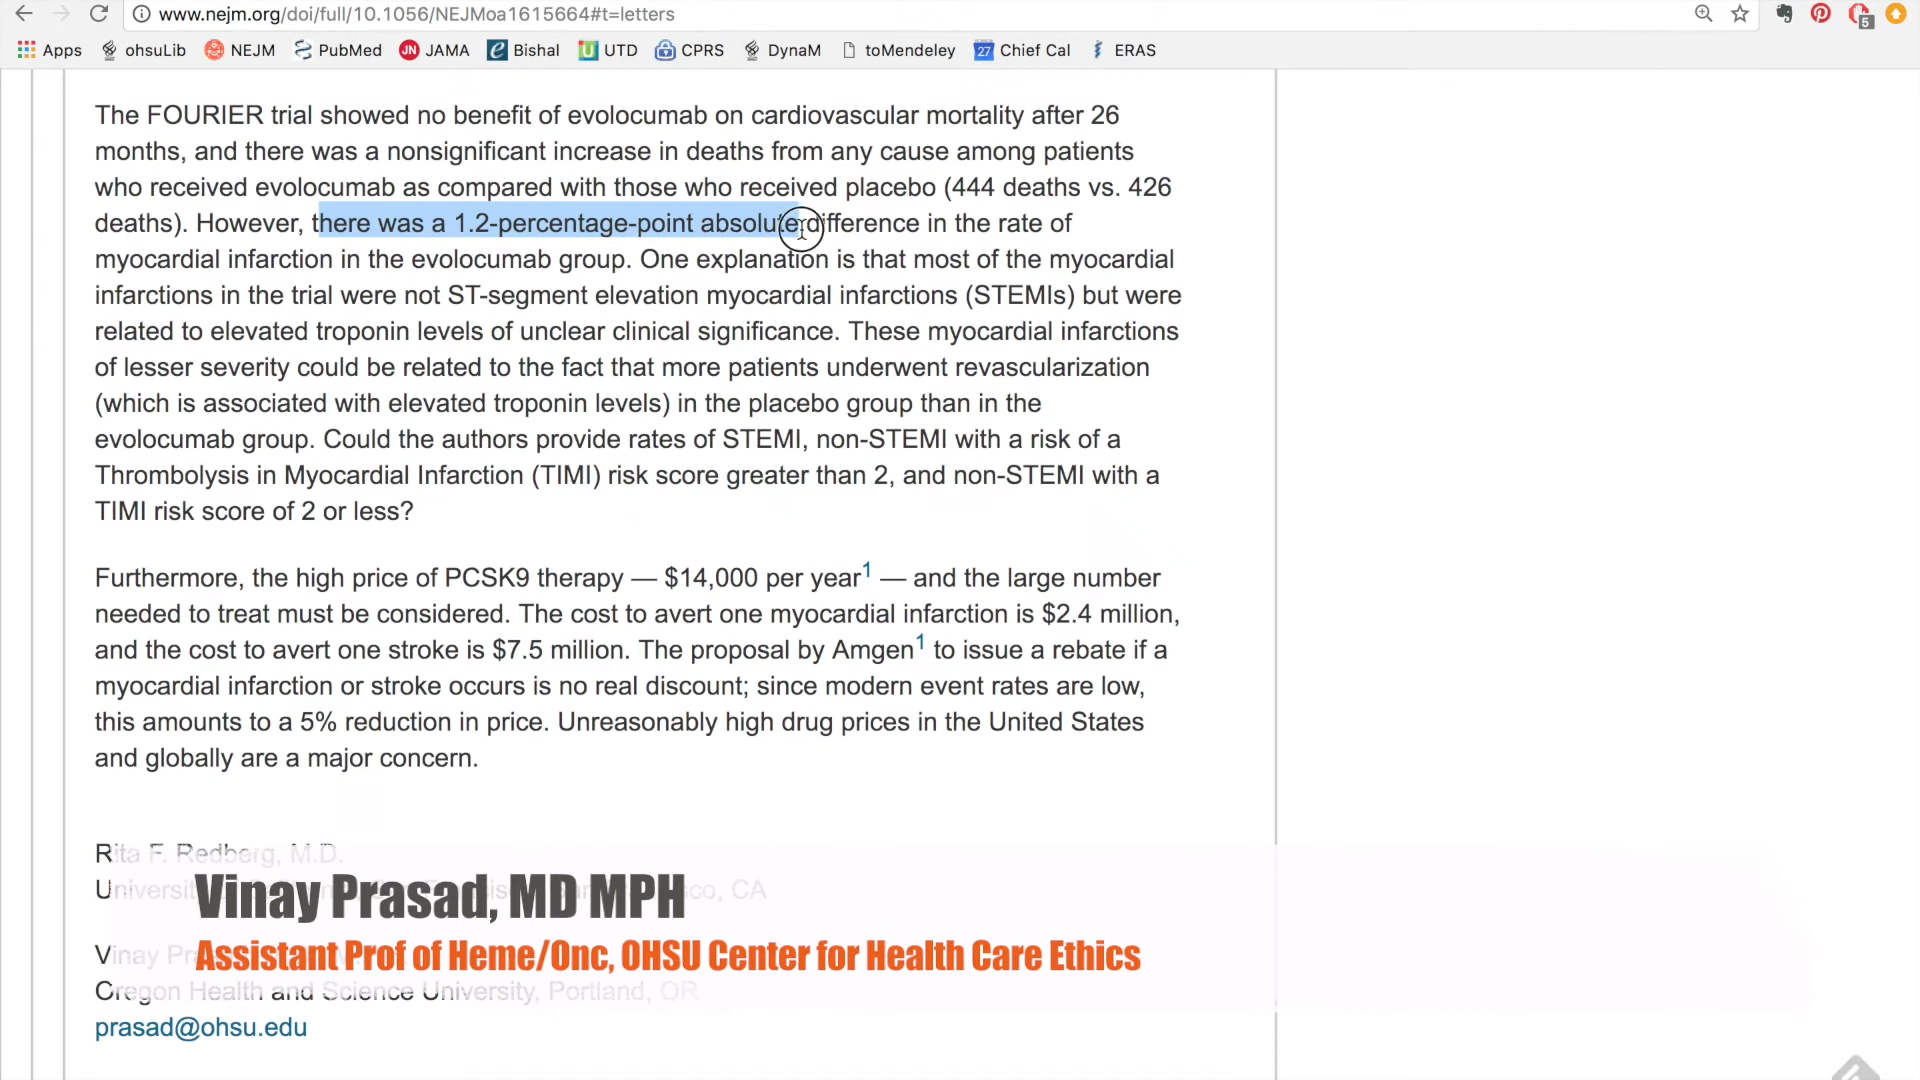 www.nejm.org/doi/full/10.1056/NEJMoa1615664#t=letters
5
Apps ohsuLib NEJM PubMed JN JAMA Bishal UTD CPRS DynaM toMendeley 27 Chief Cal ERAS
The FOURIER trial showed no benefit of evolocumab on cardiovascular mortality after 26
months, and there was a nonsignificant increase in deaths from any cause among patients
who received evolocumab as compared with those who received placebo (444 deaths vs. 426
deaths). However, there was a 1.2-percentage-point absolute difference in the rate of
myocardial infarction in the evolocumab group. One explanation is that most of the myocardial
infarctions in the trial were not ST-segment elevation myocardial infarctions (STEMIs) but were
related to elevated troponin levels of unclear clinical significance. These myocardial infarctions
of lesser severity could be related to the fact that more patients underwent revascularization
(which is associated with elevated troponin levels) in the placebo group than in the
evolocumab group. Could the authors provide rates of STEMI, non-STEMI with a risk of a
Thrombolysis in Myocardial Infarction (TIMI) risk score greater than 2, and non-STEMI with a
TIMI risk score of 2 or less?
Furthermore, the high price of PCSK9 therapy — $14,000 per year1 — and the large number
needed to treat must be considered. The cost to avert one myocardial infarction is $2.4 million,
and the cost to avert one stroke is $7.5 million. The proposal by Amgen1 to issue a rebate if a
myocardial infarction or stroke occurs is no real discount; since modern event rates are low,
this amounts to a 5% reduction in price. Unreasonably high drug prices in the United States
and globally are a major concern.
Rita F. Redberg, M.D.
CA
Vinay Prasad, MD MPH
Vinay
Assistant Prof of Heme/Onc, OHSU Center for Health Care Ethics
Oregon Health and Science University, Portland, OR
prasad@ohsu.edu